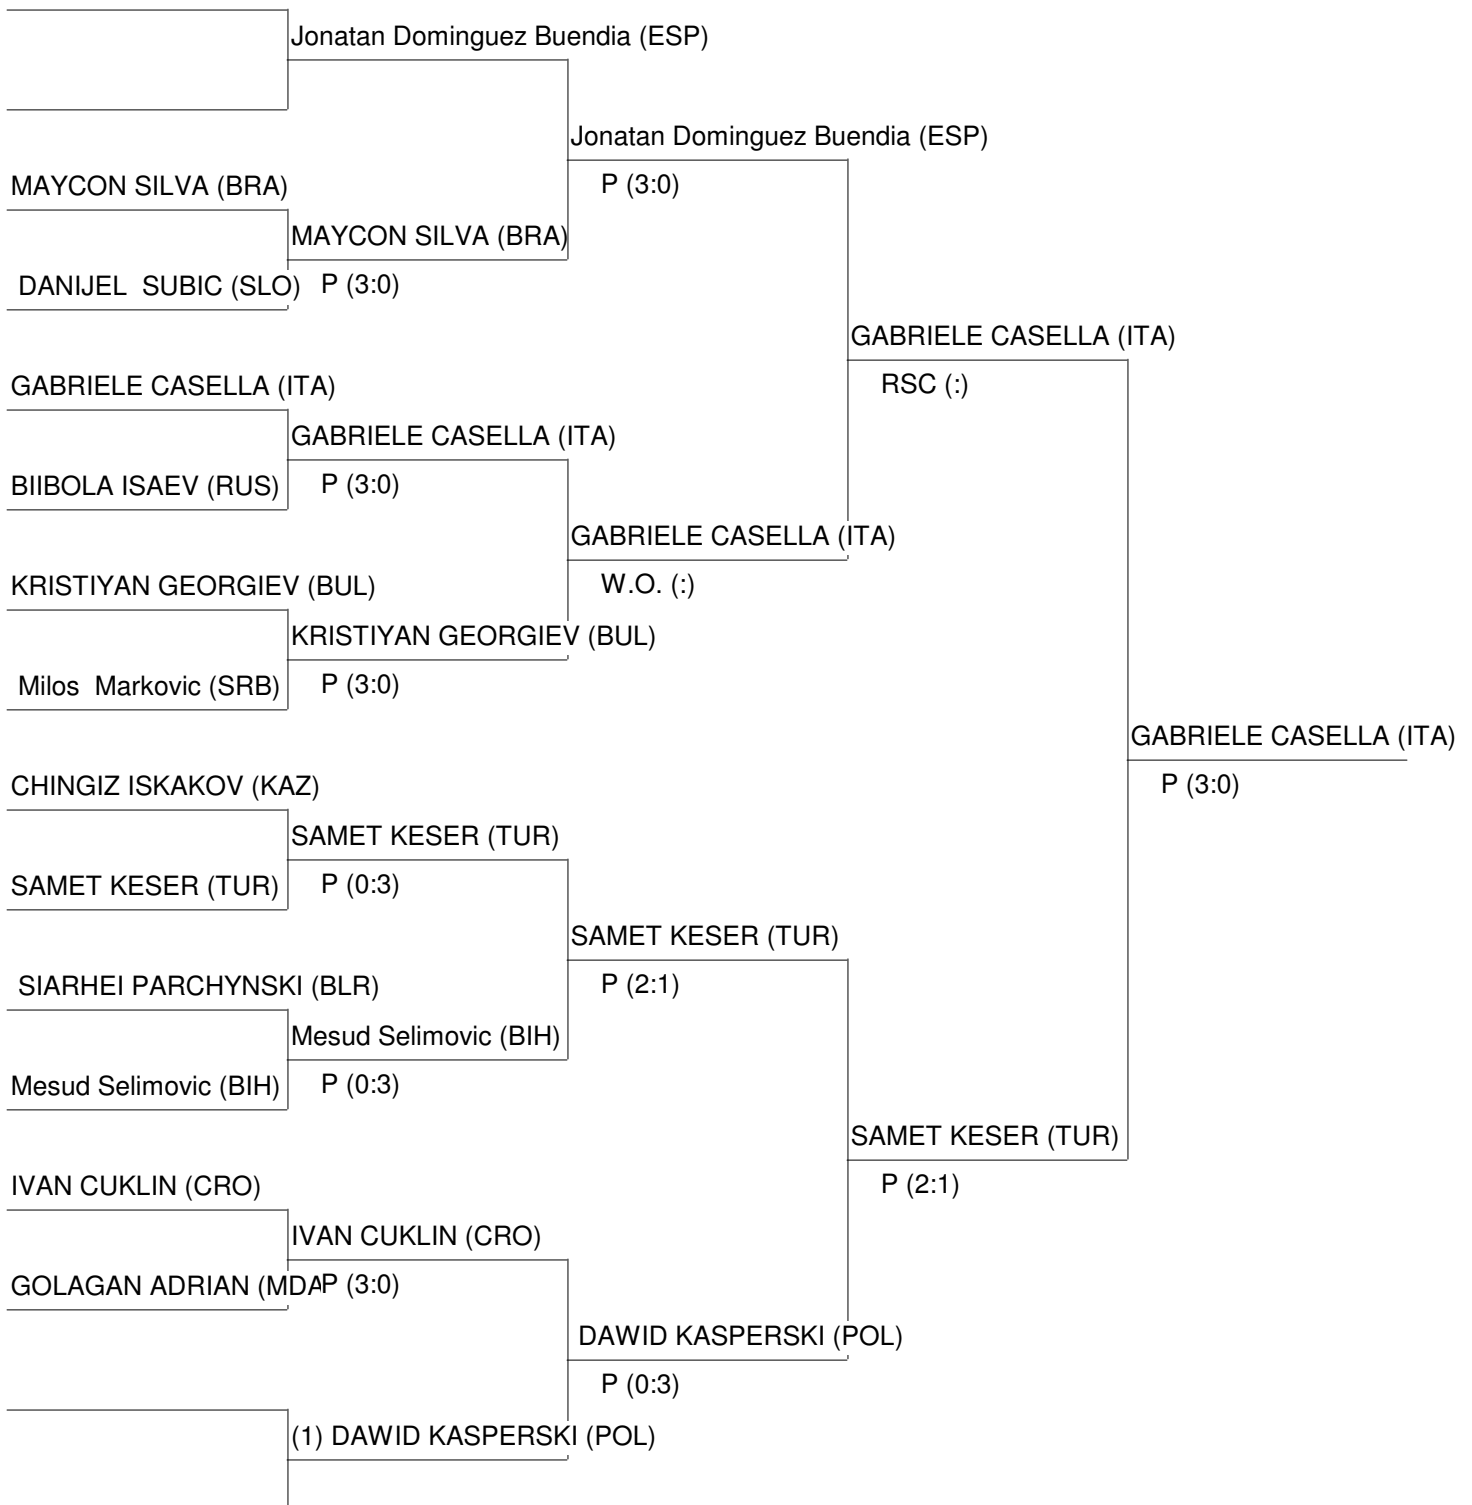 Jonatan Dominguez Buendia (ESP)
Jonatan Dominguez Buendia (ESP)
P (3:0)
MAYCON SILVA (BRA)
MAYCON SILVA (BRA)
DANIJEL  SUBIC (SLO)
P (3:0)
GABRIELE CASELLA (ITA)
RSC (:)
GABRIELE CASELLA (ITA)
GABRIELE CASELLA (ITA)
BIIBOLA ISAEV (RUS)
P (3:0)
GABRIELE CASELLA (ITA)
W.O. (:)
KRISTIYAN GEORGIEV (BUL)
KRISTIYAN GEORGIEV (BUL)
Milos  Markovic (SRB)
P (3:0)
GABRIELE CASELLA (ITA)
P (3:0)
CHINGIZ ISKAKOV (KAZ)
SAMET KESER (TUR)
SAMET KESER (TUR)
P (0:3)
SAMET KESER (TUR)
P (2:1)
SIARHEI PARCHYNSKI (BLR)
Mesud Selimovic (BIH)
Mesud Selimovic (BIH)
P (0:3)
SAMET KESER (TUR)
P (2:1)
IVAN CUKLIN (CRO)
IVAN CUKLIN (CRO)
GOLAGAN ADRIAN (MDA
P (3:0)
DAWID KASPERSKI (POL)
P (0:3)
(1) DAWID KASPERSKI (POL)